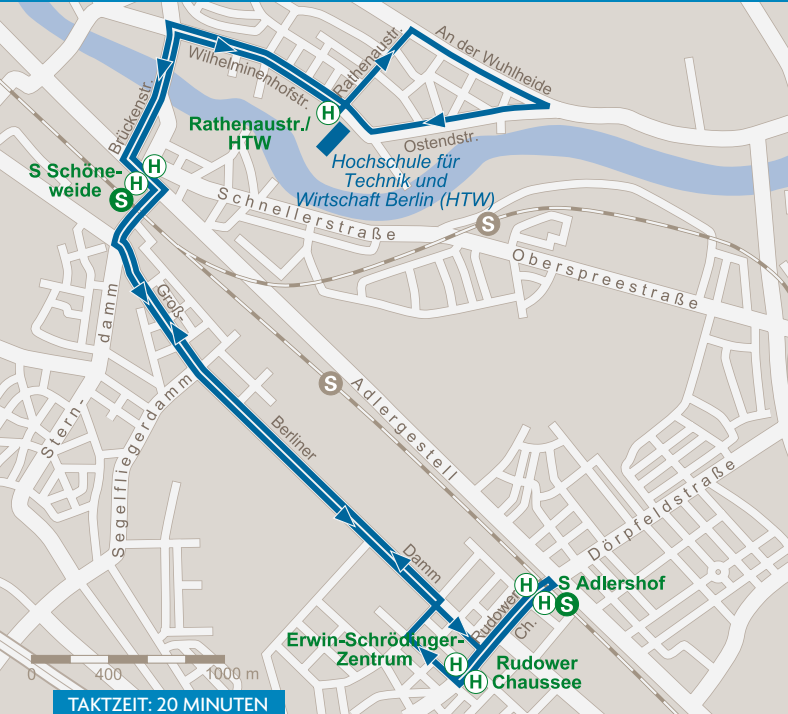 An der Wuhlheide
Rathenaustr.
Wilhelminenhofstr.
Brückenstr.
H
Rathenaustr./
HTW
Ostendstr.
Hochschule für
Technik und
Wirtschaft Berlin (HTW)
H
H
S Schöne-
weide
S
Schnellerstraße
S
Oberspreestraße
Groß-
Stern-
damm
Segelfliegerdamm
S
Adlergestell
Berliner
Damm
Dörpfeldstraße
H
S Adlershof
H
S
Rudower
Ch.
Erwin-Schrödinger-
Zentrum
H
Rudower
Chaussee
H
0 400 1000 m
TAKTZEIT: 20 MINUTEN